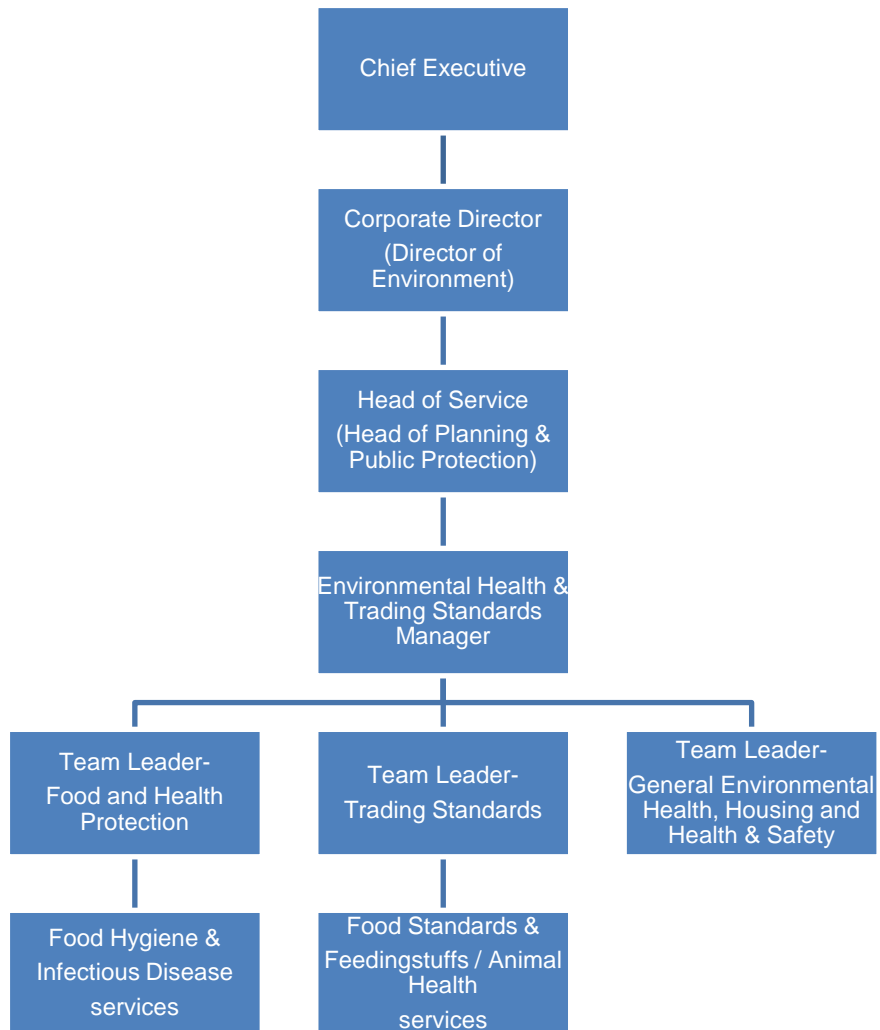 Chief Executive
Corporate Director
(Director of
Environment)
Head of Service
(Head of Planning &
Public Protection)
Environmental Health &
Trading Standards
Manager
Team Leader-
Food and Health
Protection
Team Leader-
Trading Standards
Team Leader-
General Environmental
Health, Housing and
Health & Safety
Food Hygiene &
Infectious Disease
services
Food Standards &
Feedingstuffs / Animal
Health
services